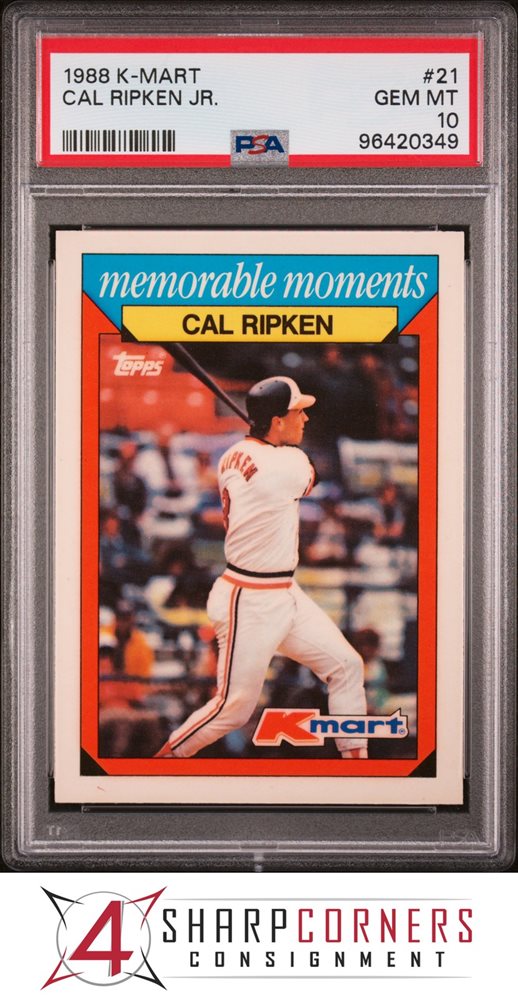 1988 K-MART #21
CAL RIPKEN JR. GEM MT
10
PSA 96420349
memorable moments
CAL RIPKEN
Topps
RIPKEN
Kmart®
4 SHARPCORNERS
CONSIGNMENT